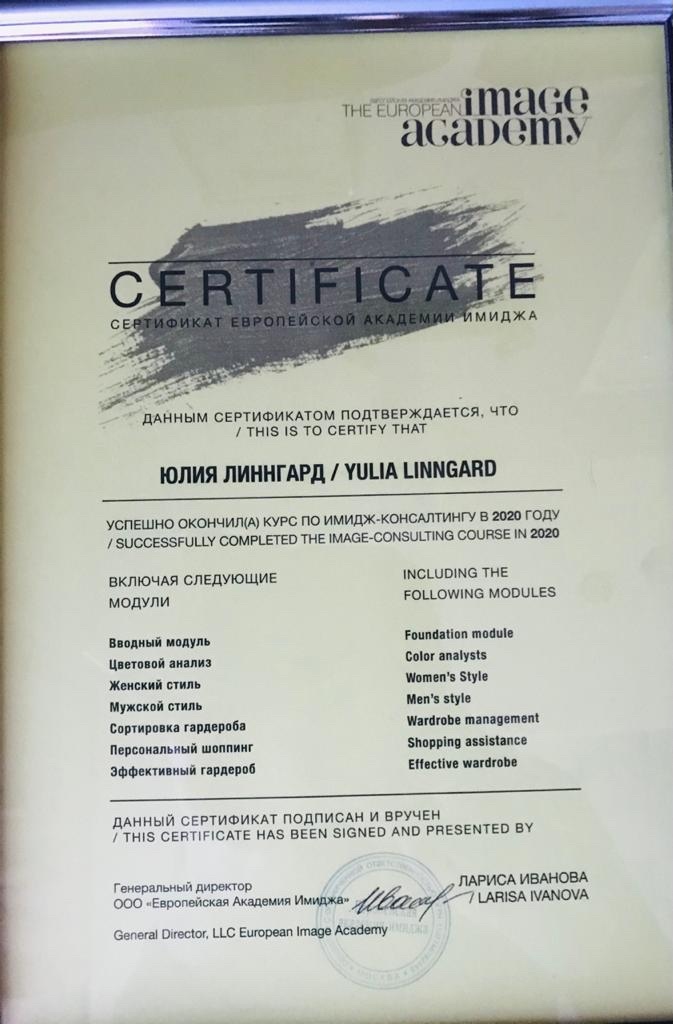 ЕВРОПЕЙСКАЯ АКАДЕМИЯ ИМИДЖА
THE EUROPEAN image
academy
CERTIFICATE
СЕРТИФИКАТ ЕВРОПЕЙСКОЙ АКАДЕМИИ ИМИДЖА
ДАННЫМ СЕРТИФИКАТОМ ПОДТВЕРЖДАЕТСЯ, ЧТО
/ THIS IS TO CERTIFY THAT
ЮЛИЯ ЛИННГАРД / YULIA LINNGARD
УСПЕШНО ОКОНЧИЛ(А) КУРС ПО ИМИДЖ-КОНСАЛТИНГУ В 2020 ГОДУ
/ SUCCESSFULLY COMPLETED THE IMAGE-CONSULTING COURSE IN 2020
ВКЛЮЧАЯ СЛЕДУЮЩИЕ
МОДУЛИ
Вводный модуль
Цветовой анализ
Женский стиль
Мужской стиль
Сортировка гардероба
Персональный шоппинг
Эффективный гардероб
INCLUDING THE
FOLLOWING MODULES
Foundation module
Color analysts
Women's Style
Men's style
Wardrobe management
Shopping assistance
Effective wardrobe
ДАННЫЙ СЕРТИФИКАТ ПОДПИСАН И ВРУЧЕН
/ THIS CERTIFICATE HAS BEEN SIGNED AND PRESENTED BY
Генеральный директор
ООО «Европейская Академия Имиджа»
General Director, LLC European Image Academy
ЛАРИСА ИВАНОВА
/ LARISA IVANOVA